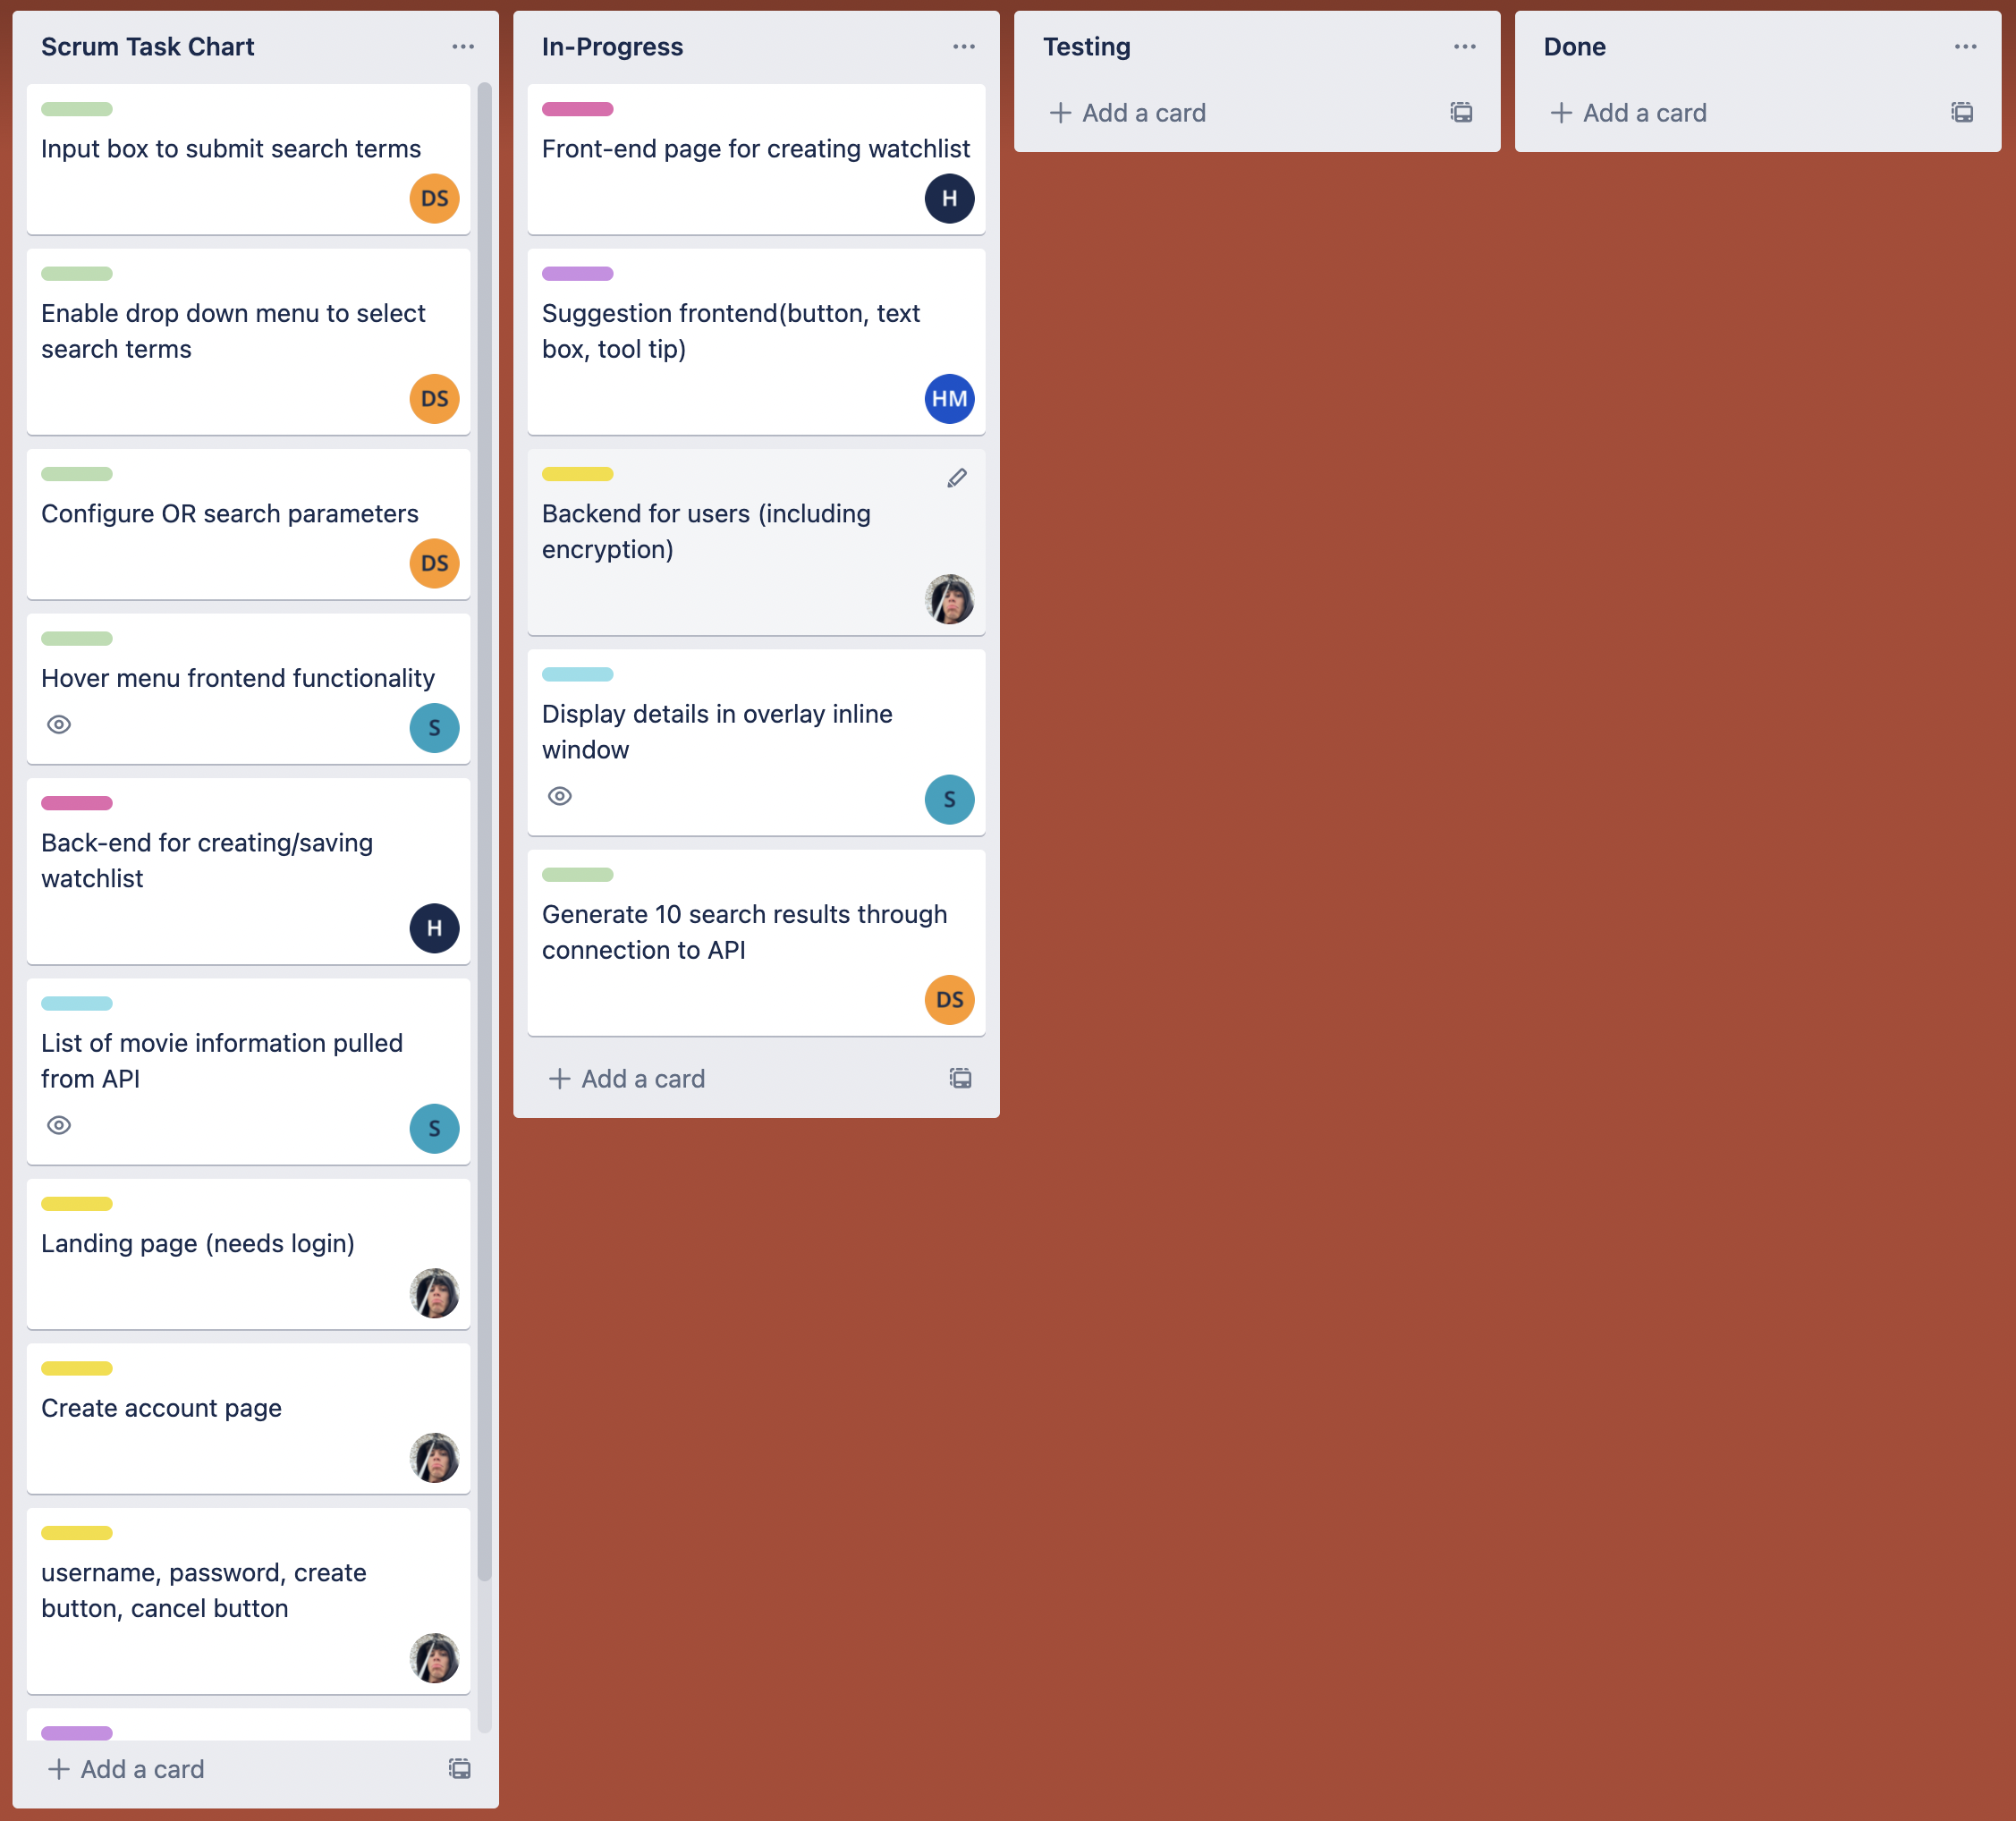 Scrum Task Chart
Input box to submit search terms
DS
Enable drop down menu to select
search terms
DS
Configure OR search parameters
DS
Hover menu frontend functionality
S
Back-end for creating/saving
watchlist
H
List of movie information pulled
from API
S
Landing page (needs login)
Create account page
username, password, create
button, cancel button
Add a card
In-Progress
Front-end page for creating watchlist
H
Suggestion frontend(button, text
box, tool tip)
HM
Backend for users (including
encryption)
Display details in overlay inline
window
S
Generate 10 search results through
connection to API
DS
Add a card
Testing
Add a card
Done
Add a card